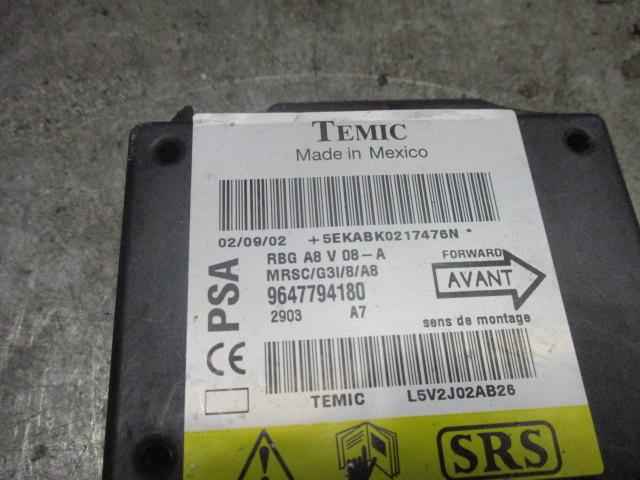 TEMIC
Made in Mexico
02/09/02 +5EKABK0217476N*
PSA
RBG A8 V 08-A
MRSC/G3I/8/A8
9647794180
2903 A7
FORWARD
AVANT
sens de montage
CE
TEMIC L5V2J02AB26
SRS